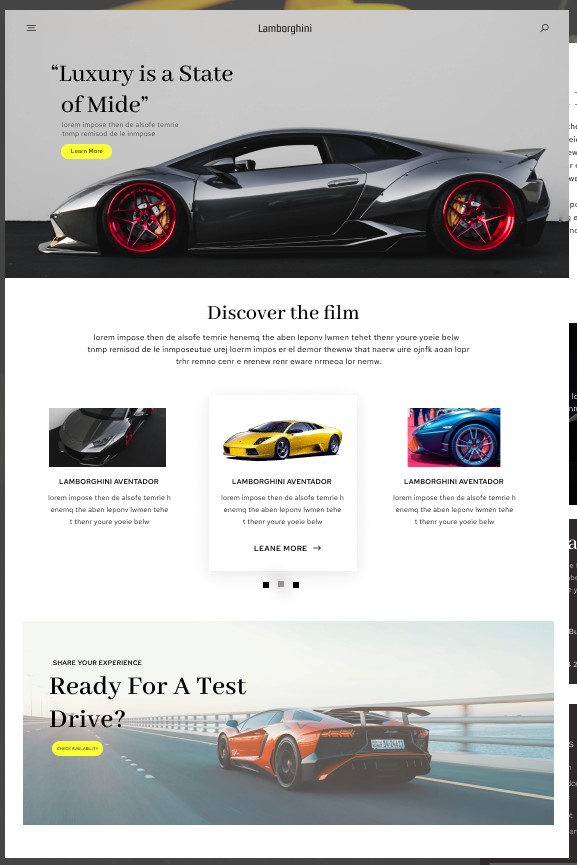 Lamborghini
“Luxury is a State
of Mide”
lorem impose then de alsofe temrie
tnmp remisod de le inmpose
Learn More
Discover the film
lorem impose then de alsofe temrie henemq the aben leponv lwmen tehet thenr youre yoeie belw
tnmp remisod de le inmposeutue urej loerm impos er el demor thewnw that naerw uire ojnfk aoan lopr
trhr remno cenr e nrenew renr eware nrmeoa lor nemw.
LAMBORGHINI AVENTADOR
lorem impose then de alsofe temrie h
enemq the aben leponv lwmen tehe
t thenr youre yoeie belw
LAMBORGHINI AVENTADOR
lorem impose then de alsofe temrie h
enemq the aben leponv lwmen tehe
t thenr youre yoeie belw
LEANE MORE
LAMBORGHINI AVENTADOR
lorem impose then de alsofe temrie h
enemq the aben leponv lwmen tehe
t thenr youre yoeie belw
SHARE YOUR EXPERIENCE
Ready For A Test
Drive?
CHECK AVAILABILITY